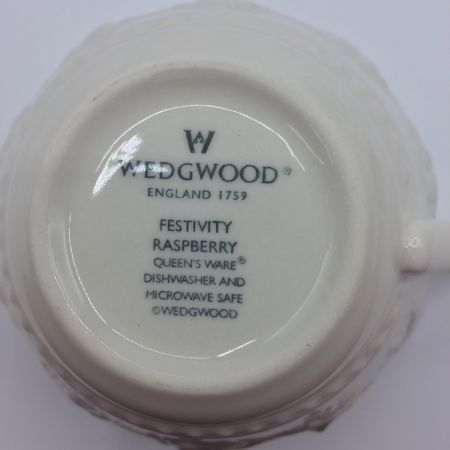 W
WEDGWOOD®
ENGLAND 1759
FESTIVITY
RASPBERRY
QUEEN'S WARE®
DISHWASHER AND
MICROWAVE SAFE
©WEDGWOOD